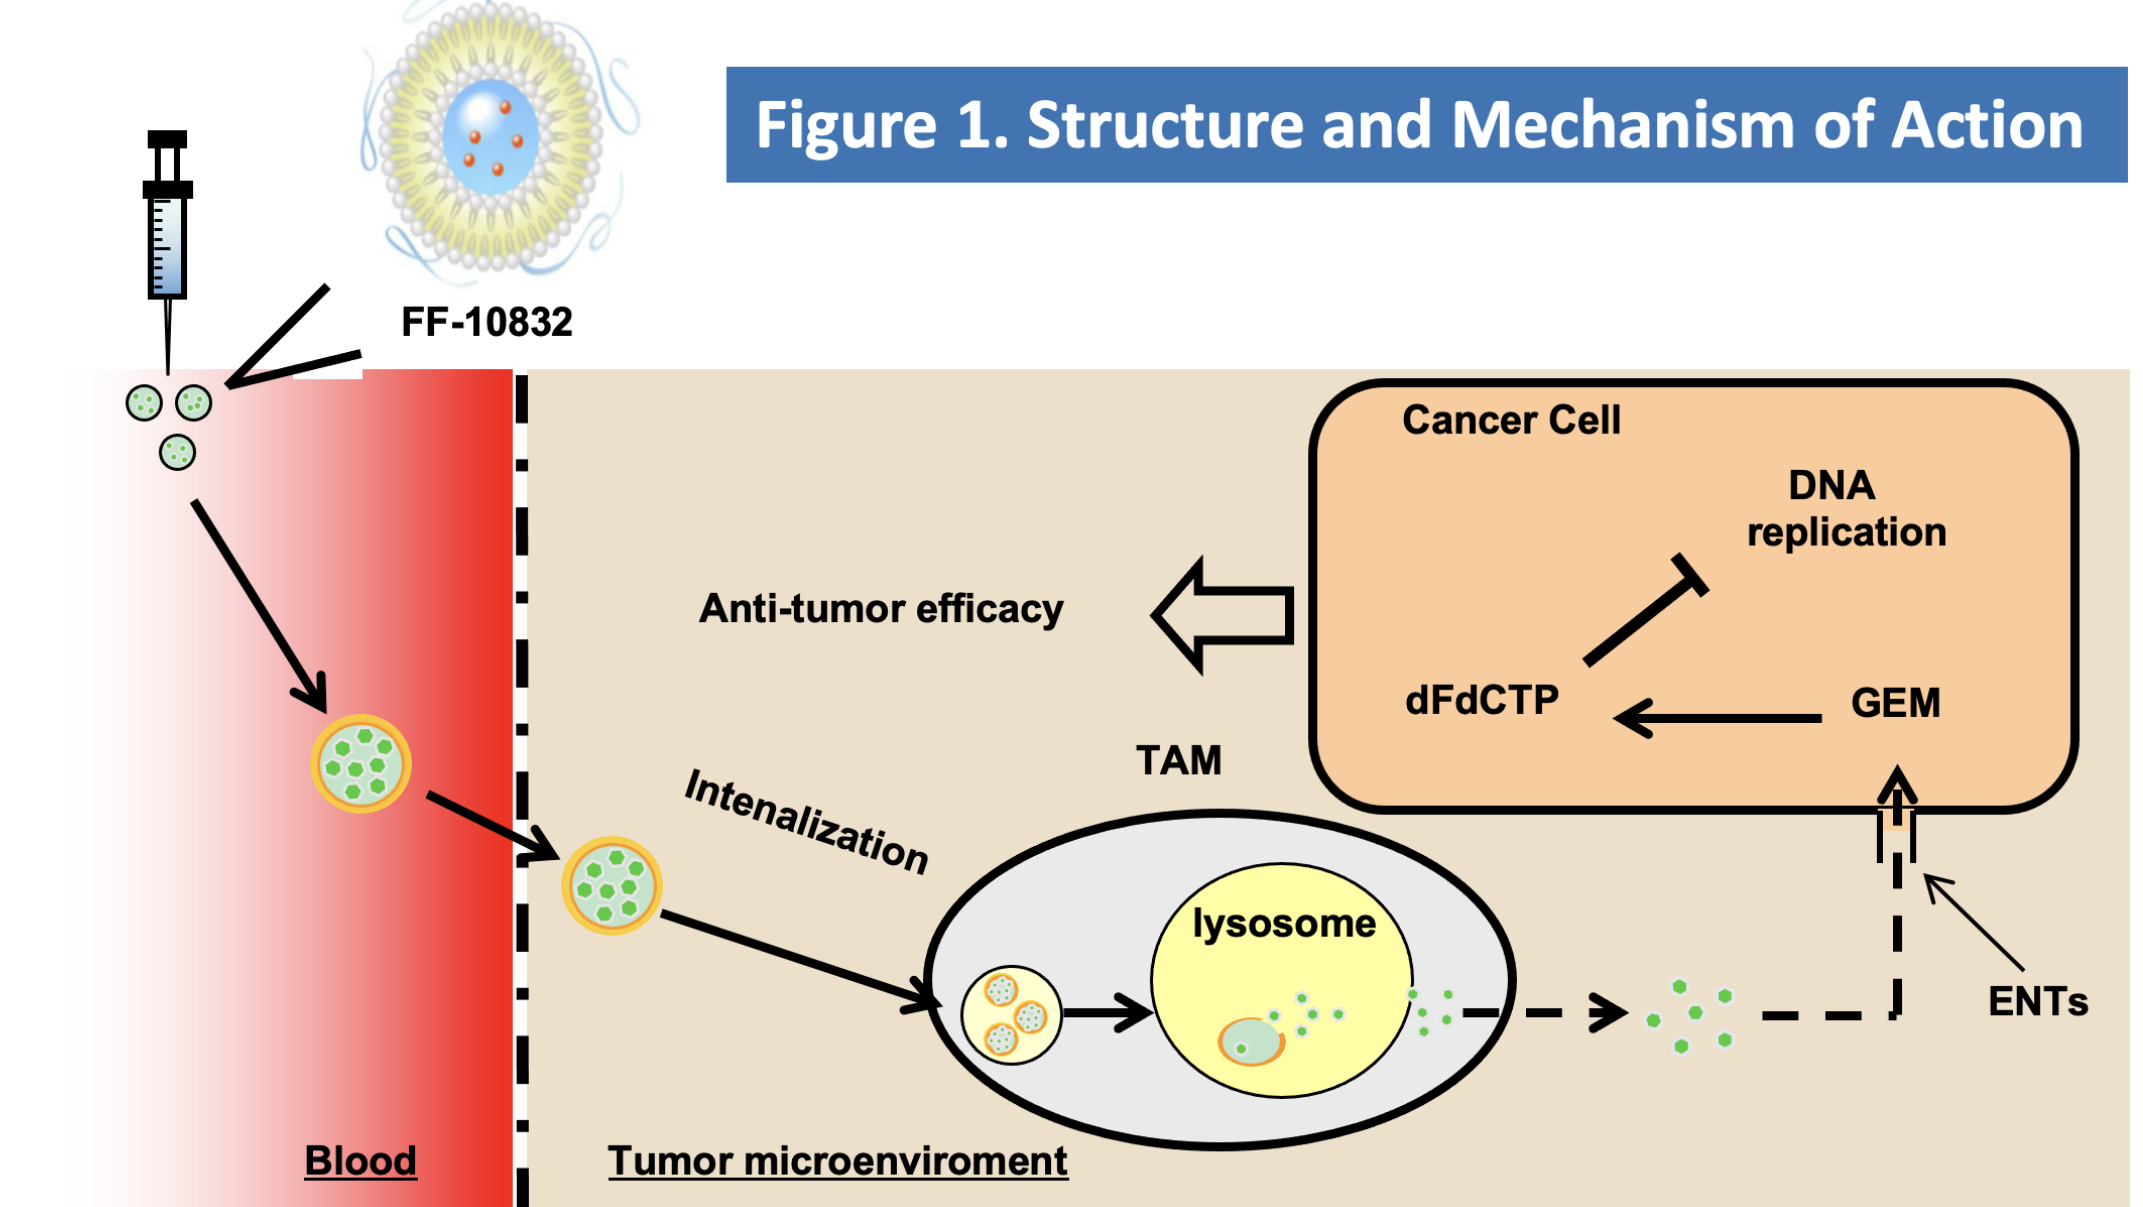 Figure 1. Structure and Mechanism of Action
FF-10832
Cancer Cell
DNA
replication
Anti-tumor efficacy
dFdCTP
GEM
TAM
Intenalization
lysosome
ENTs
Blood
Tumor microenviroment